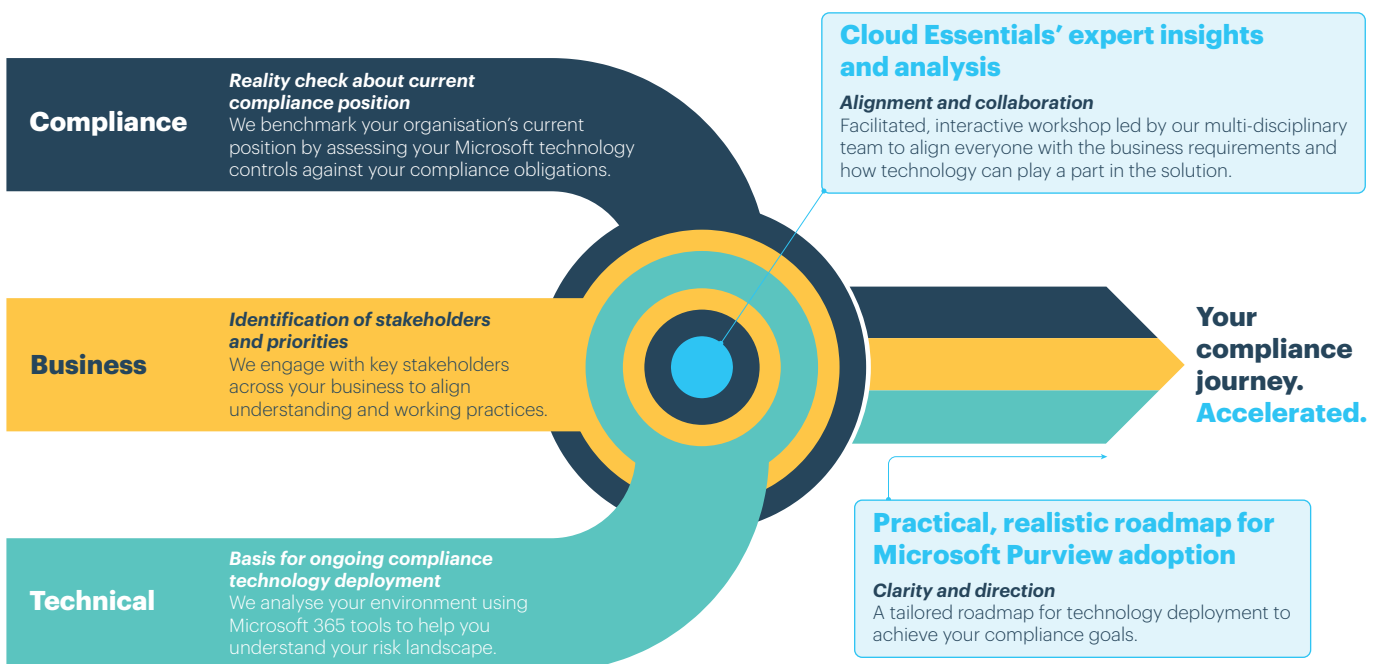 Compliance
Reality check about current
compliance position
We benchmark your organisation’s current
position by assessing your Microsoft technology
controls against your compliance obligations.
Cloud Essentials’ expert insights
and analysis
Alignment and collaboration
Facilitated, interactive workshop led by our multi-disciplinary
team to align everyone with the business requirements and
how technology can play a part in the solution.
Business
Identification of stakeholders
and priorities
We engage with key stakeholders
across your business to align
understanding and working practices.
Your
compliance
journey.
Accelerated.
Technical
Basis for ongoing compliance
technology deployment
We analyse your environment using
Microsoft 365 tools to help you
understand your risk landscape.
Practical, realistic roadmap for
Microsoft Purview adoption
Clarity and direction
A tailored roadmap for technology deployment to
achieve your compliance goals.